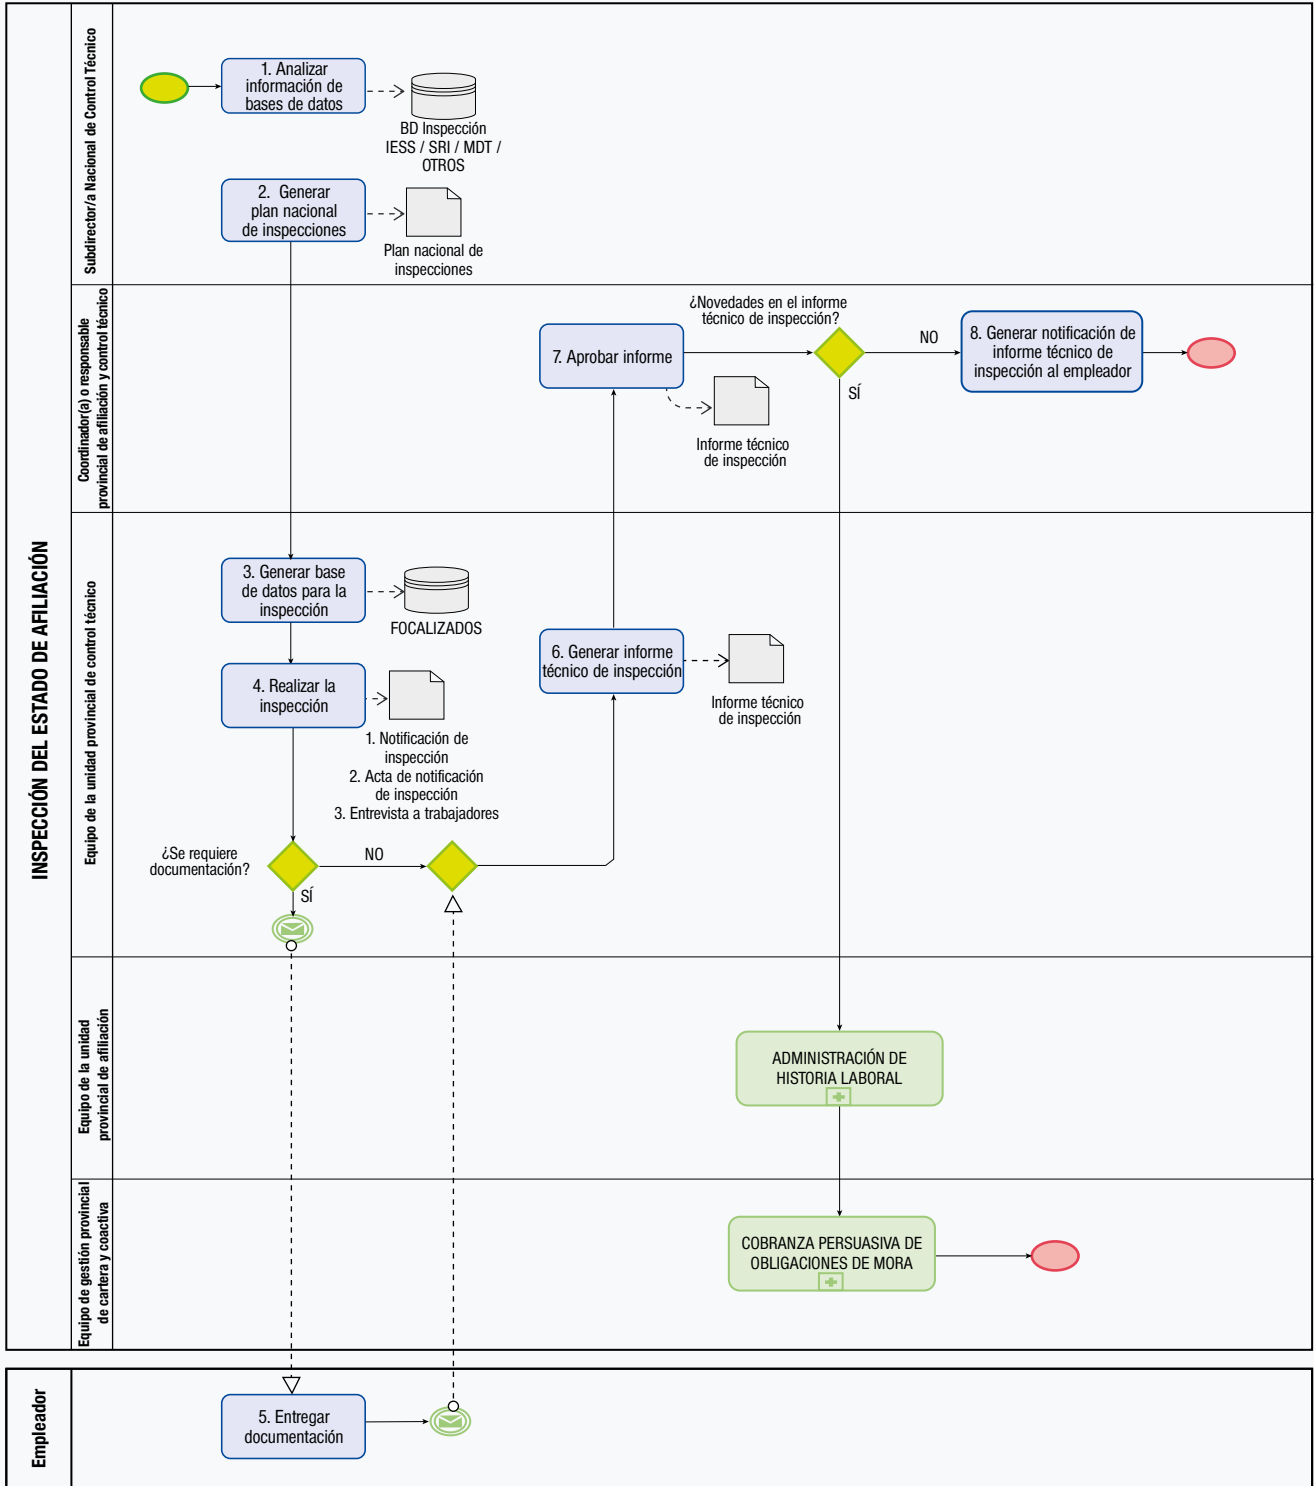 INSPECCIÓN DEL ESTADO DE AFILIACIÓN
Subdirector/a Nacional de Control Técnico
1. Analizar
información de
bases de datos
BD Inspección
IESS / SRI / MDT /
OTROS
2. Generar
plan nacional
de inspecciones
Plan nacional de
inspecciones
Coordinador(a) o responsable
provincial de afiliación y control técnico
7. Aprobar informe
¿Novedades en el informe
técnico de inspección?
NO
SÍ
8. Generar notificación de
informe técnico de
inspección al empleador
Informe técnico
de inspección
Equipo de la unidad provincial de control técnico
3. Generar base
de datos para la
inspección
FOCALIZADOS
4. Realizar la
inspección
1. Notificación de
inspección
2. Acta de notificación
de inspección
3. Entrevista a trabajadores
¿Se requiere
documentación?
NO
SÍ
6. Generar informe
técnico de inspección
Informe técnico
de inspección
Equipo de la unidad
provincial de afiliación
ADMINISTRACIÓN DE
HISTORIA LABORAL
Equipo de gestión provincial
de cartera y coactiva
COBRANZA PERSUASIVA DE
OBLIGACIONES DE MORA
Empleador
5. Entregar
documentación